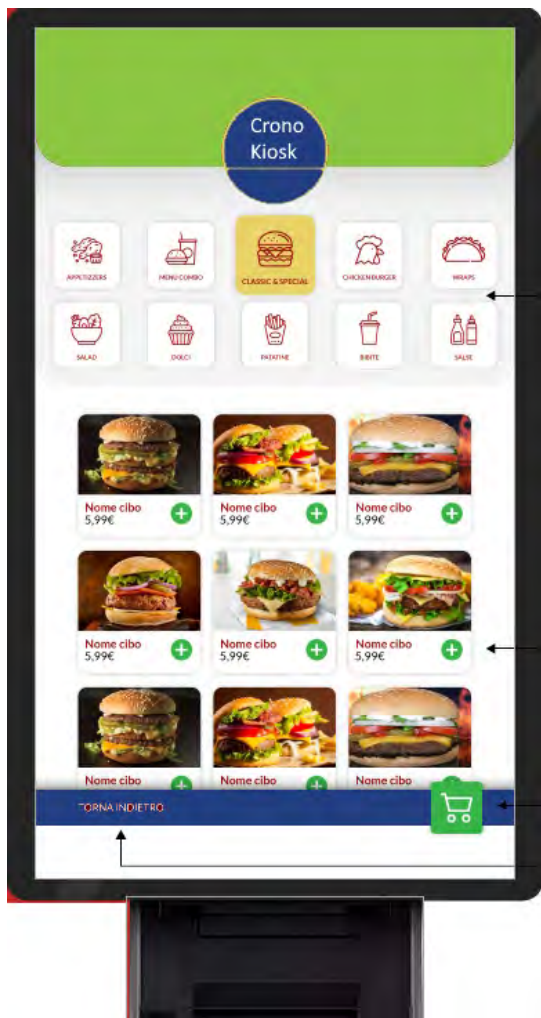 Crono
Kiosk
APPETIZZERS
MENU COMBO
CLASSIC & SPECIAL
CHICKEN BURGER
WRAPS
SALAD
DOLCI
PATATINE
BIBITE
SALSE
Nome cibo
5,99€
Nome cibo
5,99€
Nome cibo
5,99€
Nome cibo
5,99€
Nome cibo
5,99€
Nome cibo
5,99€
Nome cibo
Nome cibo
Nome cibo
TORNA INDIETRO